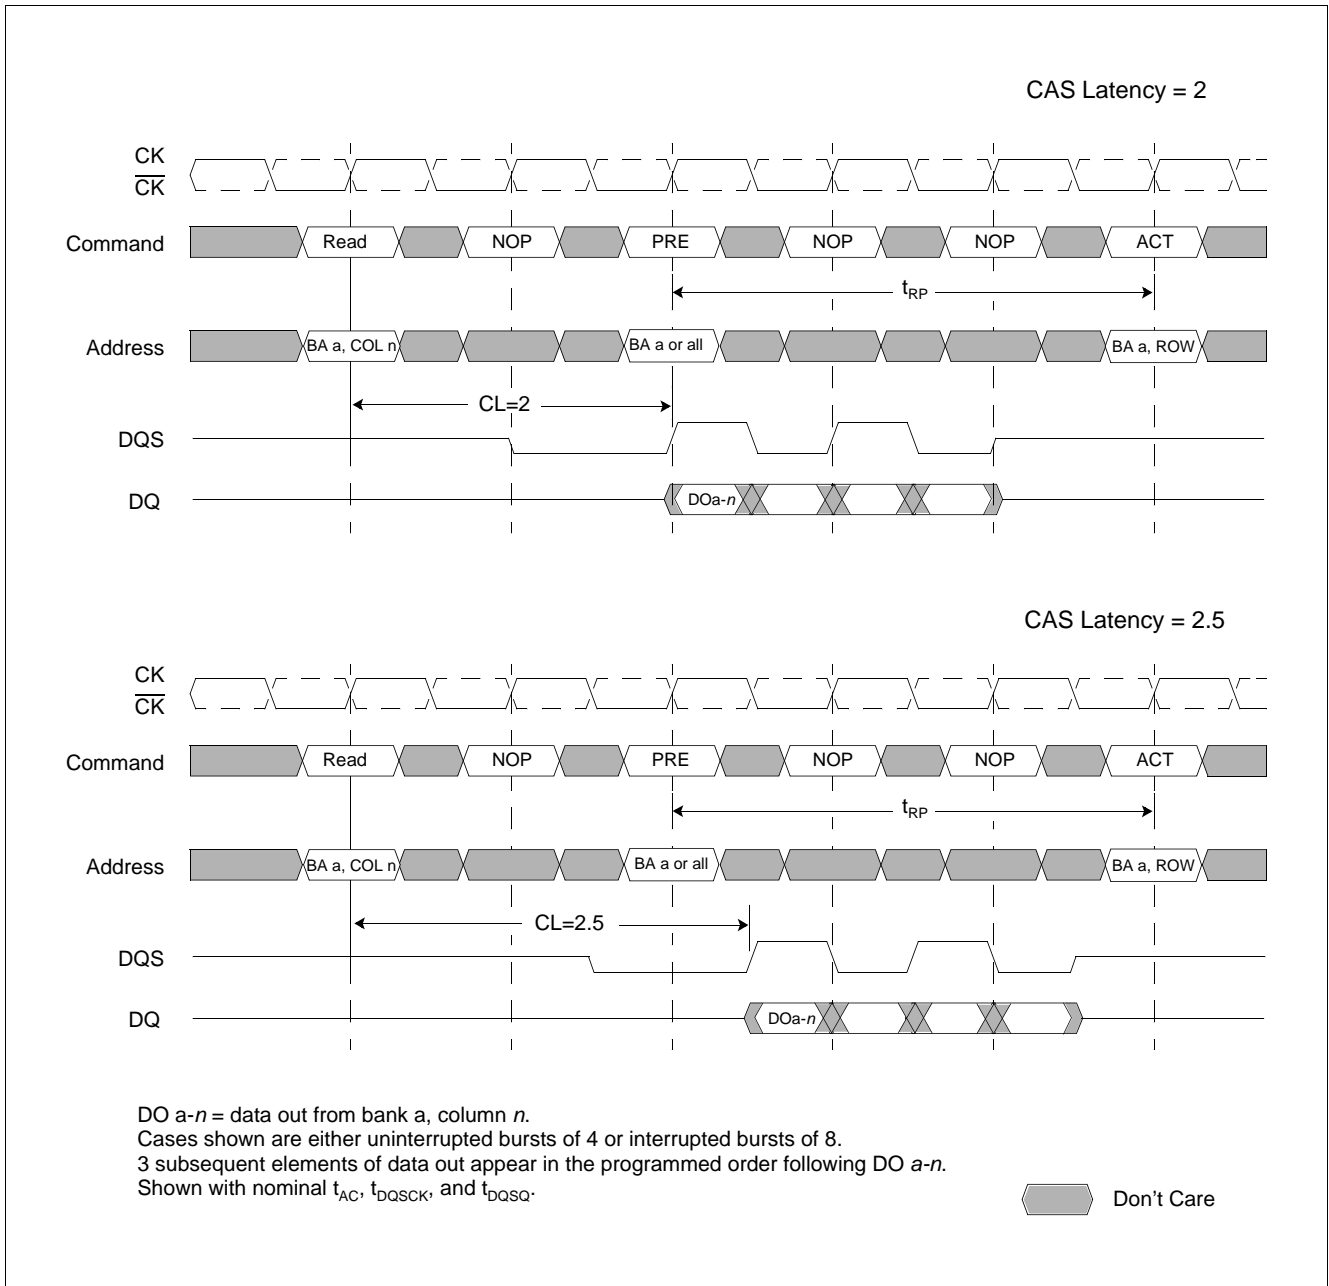 CAS Latency = 2
CK
CK
Command Read NOP PRE NOP NOP ACT
tRP
Address BA a, COL n BA a or all BA a, ROW
CL=2
DQS
DQ DOa-n
CAS Latency = 2.5
CK
CK
Command Read NOP PRE NOP NOP ACT
tRP
Address BA a, COL n BA a or all BA a, ROW
CL=2.5
DQS
DQ DOa-n
DO a-n = data out from bank a, column n.
Cases shown are either uninterrupted bursts of 4 or interrupted bursts of 8.
3 subsequent elements of data out appear in the programmed order following DO a-n.
Shown with nominal tAC, tDQSCK, and tDQSQ.
Don't Care